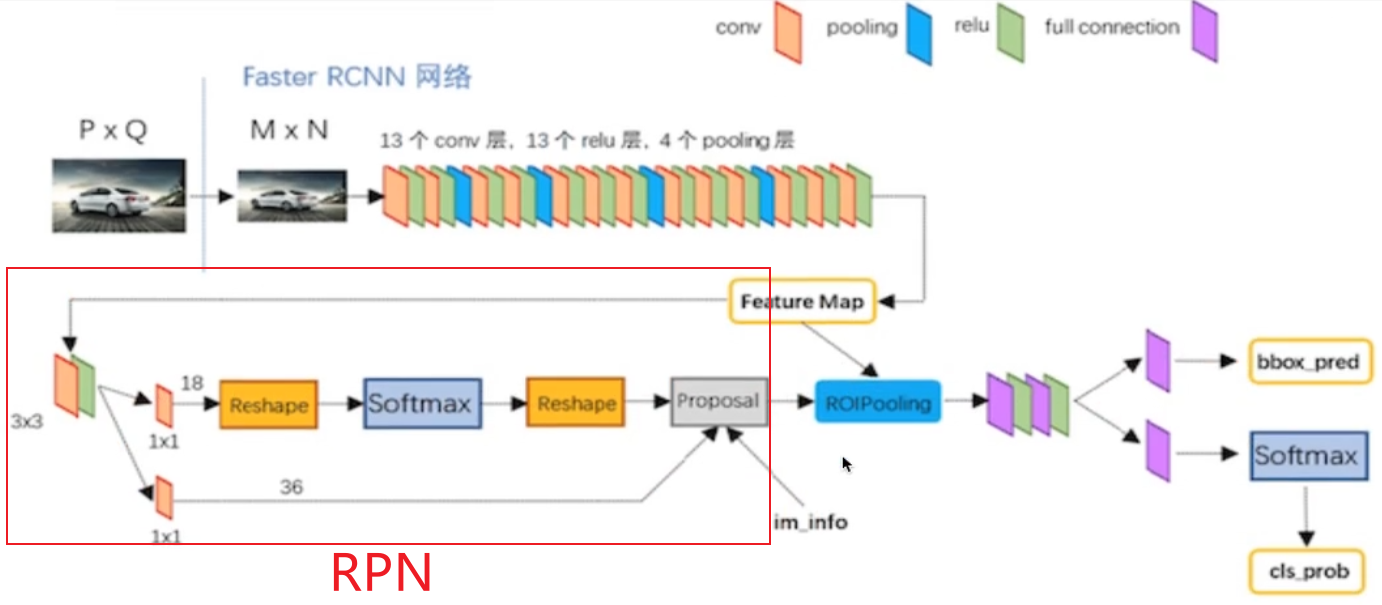 conv
pooling
relu
full connection
Faster RCNN 网络
P x Q
M x N
13 个 conv 层, 13 个 relu 层, 4 个 pooling 层
Feature Map
3x3
1x1
18
Reshape
Softmax
Reshape
Proposal
ROIPooling
bbox_pred
1x1
36
im_info
Softmax
cls_prob
RPN